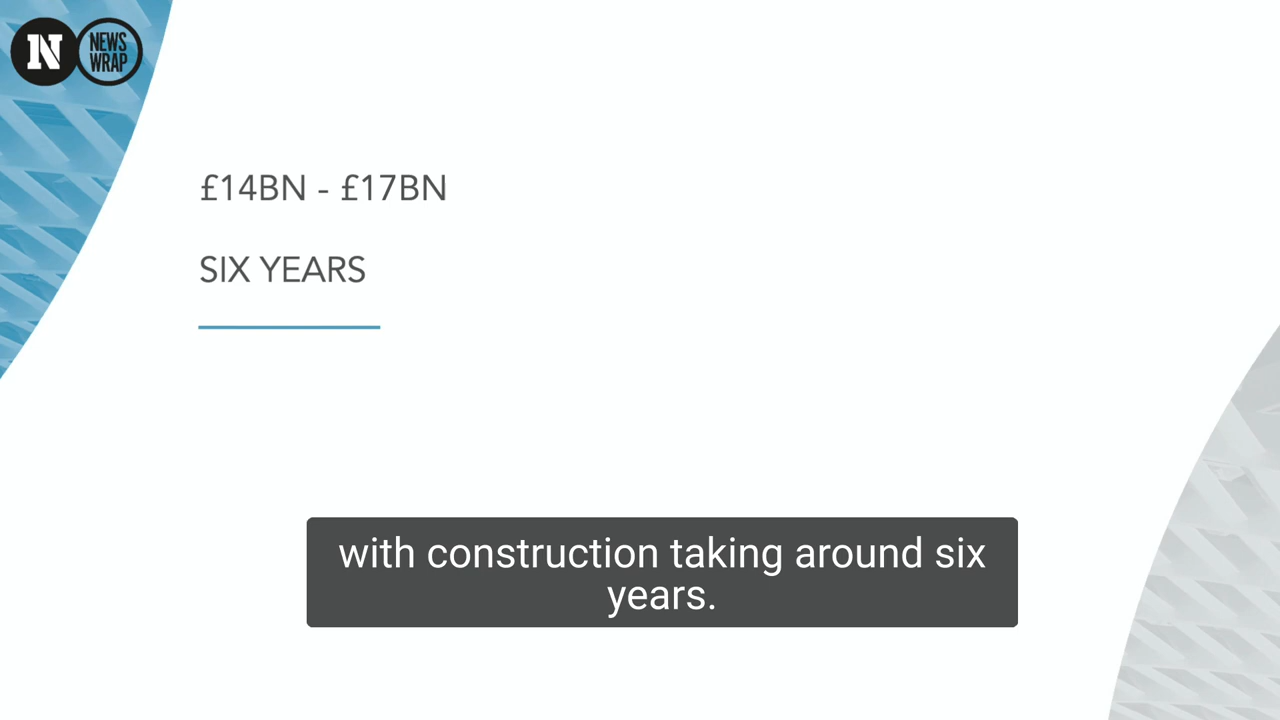 N
NEWS
WRAP
£14BN - £17BN
SIX YEARS
with construction taking around six
years.